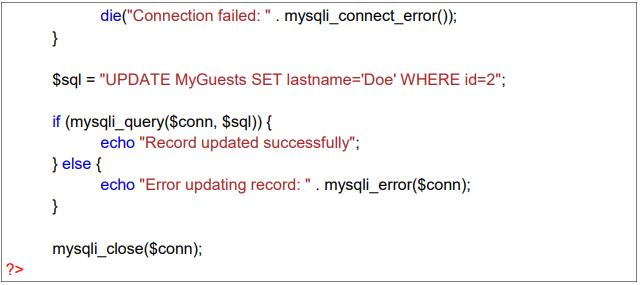 die("Connection failed: " . mysqli_connect_error());
}
$sql = "UPDATE MyGuests SET lastname='Doe' WHERE id=2";
if (mysqli_query($conn, $sql)) {
echo "Record updated successfully";
} else {
echo "Error updating record: " . mysqli_error($conn);
}
mysqli_close($conn);
?>